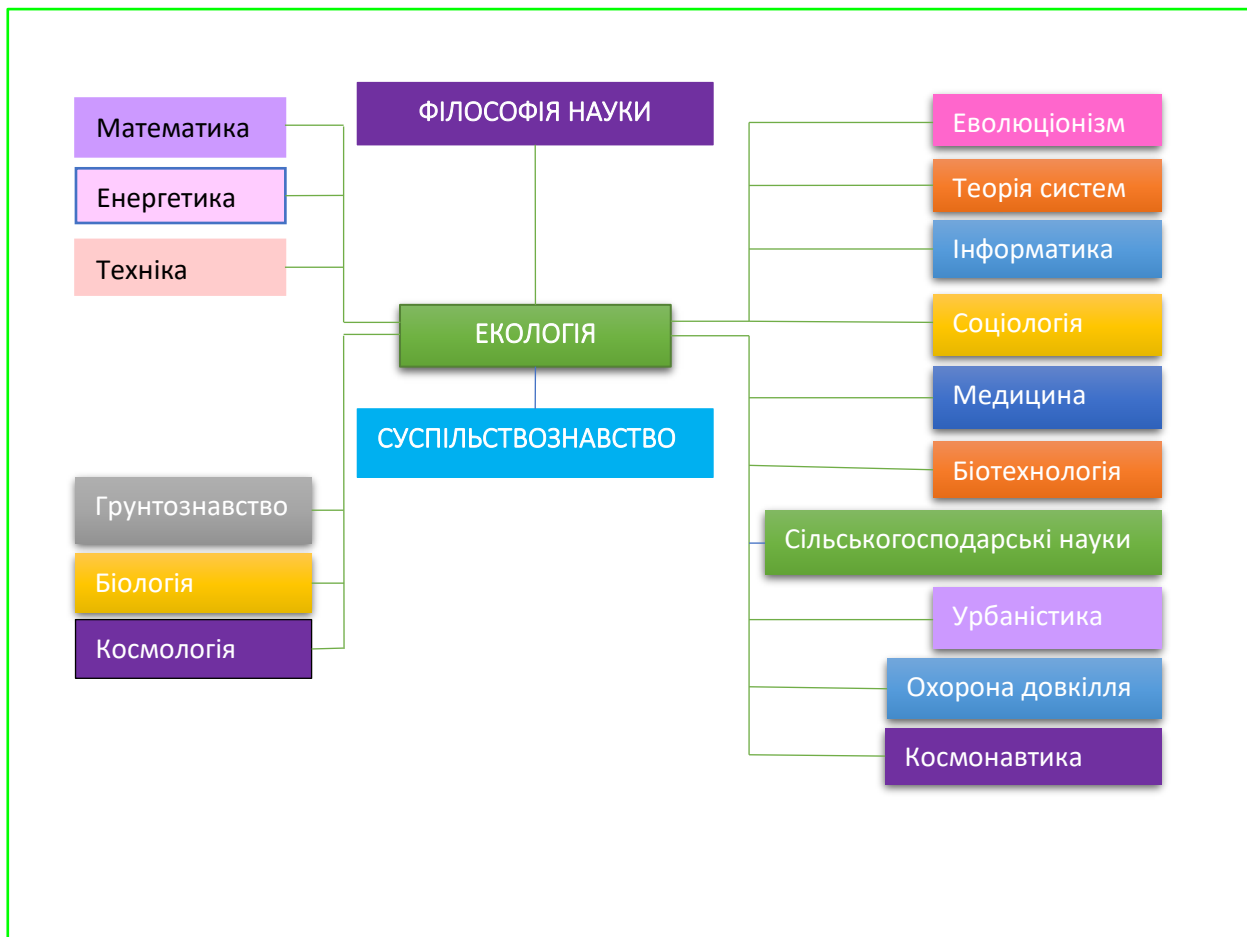 ФІЛОСОФІЯ НАУКИ
Математика
Енергетика
Техніка
ЕКОЛОГІЯ
СУСПІЛЬСТВОЗНАВСТВО
Грунтознавство
Біологія
Космологія
Еволюціонізм
Теорія систем
Інформатика
Соціологія
Медицина
Біотехнологія
Сільськогосподарські науки
Урбаністика
Охорона довкілля
Космонавтика